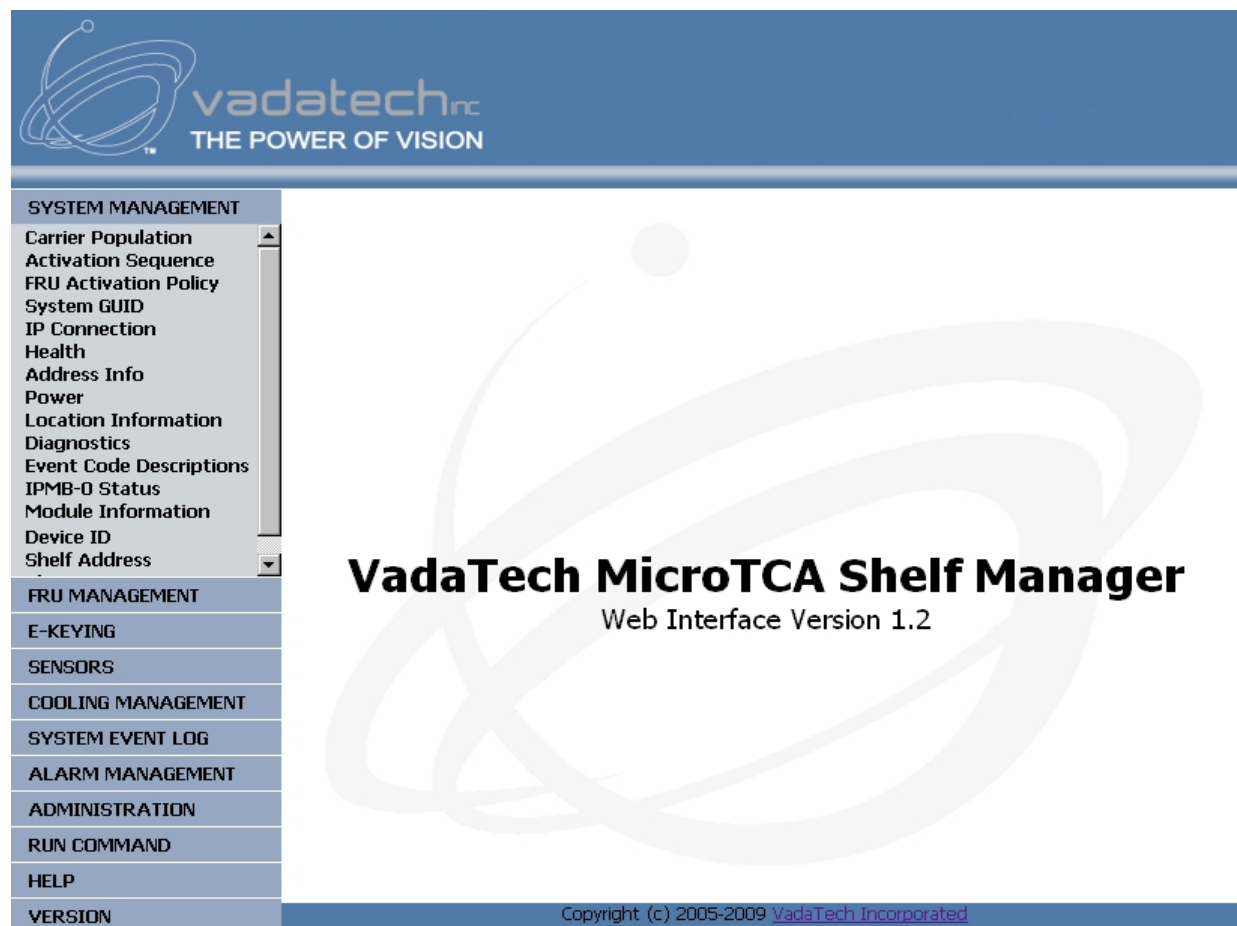 vadatech inc
THE POWER OF VISION
TM
SYSTEM MANAGEMENT
Carrier Population
Activation Sequence
FRU Activation Policy
System GUID
IP Connection
Health
Address Info
Power
Location Information
Diagnostics
Event Code Descriptions
IPMB-0 Status
Module Information
Device ID
Shelf Address
FRU MANAGEMENT
E-KEYING
SENSORS
COOLING MANAGEMENT
SYSTEM EVENT LOG
ALARM MANAGEMENT
ADMINISTRATION
RUN COMMAND
HELP
VERSION
VadaTech MicroTCA Shelf Manager
Web Interface Version 1.2
Copyright (c) 2005-2009 VadaTech Incorporated